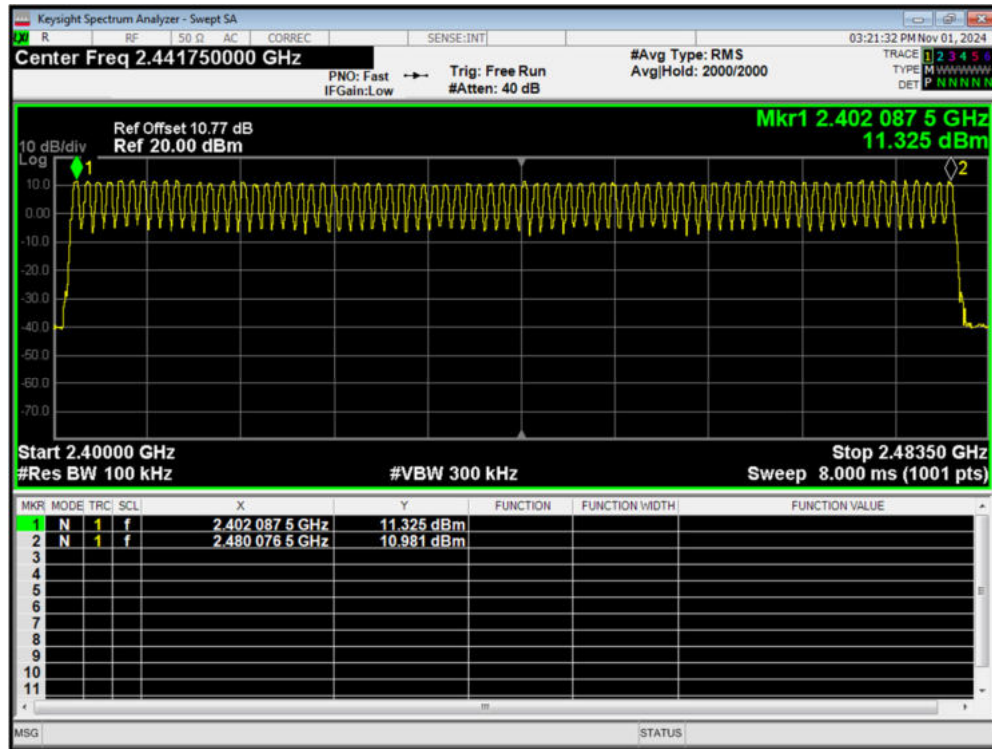 Keysight Spectrum Analyzer - Swept SA
LXI R RF 50 Ω AC CORREC SENSE:INT 03:21:32 PM Nov 01, 2024
Center Freq 2.441750000 GHz
PNO: Fast
IFGain:Low
Trig: Free Run
#Atten: 40 dB
#Avg Type: RMS
Avg|Hold: 2000/2000
TRACE 1 2 3 4 5 6
TYPE M W W W W W
DET P N N N N N
Mkr1 2.402 087 5 GHz
11.325 dBm
Ref Offset 10.77 dB
10 dB/div Ref 20.00 dBm
Log
1
2
10.0
0.00
-10.0
-20.0
-30.0
-40.0
-50.0
-60.0
-70.0
Start 2.40000 GHz Stop 2.48350 GHz
#Res BW 100 kHz #VBW 300 kHz Sweep 8.000 ms (1001 pts)
MKR MODE TRC SCL X Y FUNCTION FUNCTION WIDTH FUNCTION VALUE
1 N 1 f 2.402 087 5 GHz 11.325 dBm
2 N 1 f 2.480 076 5 GHz 10.981 dBm
3
4
5
6
7
8
9
10
11
MSG STATUS